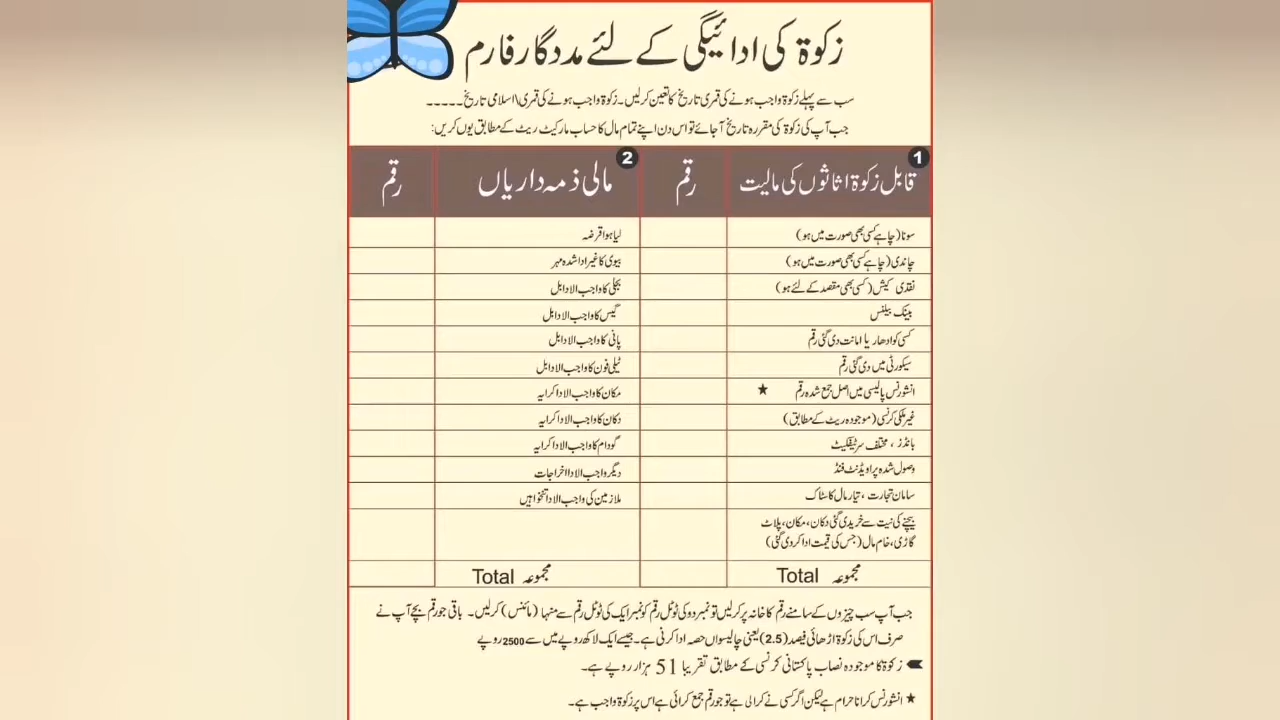 زکوٰۃ کی ادائیگی کے لئے مددگار فارم
سب سے پہلے زکوٰۃ واجب ہونے کی قمری تاریخ کا تعین کرلیں۔ زکوٰۃ واجب ہونے کی قمری\اسلامی تاریخ۔۔۔۔۔
جب آپ کی زکوٰۃ کی مقررہ تاریخ آجائے تو اس دن اپنے تمام مال کا حساب مارکیٹ ریٹ کے مطابق یوں کریں:
1 قابل زکوٰۃ اثاثوں کی مالیت رقم 2 مالی ذمہ داریاں رقم
سونا (چاہے کسی بھی صورت میں ہو) لیا ہوا قرضہ
چاندی (چاہے کسی بھی صورت میں ہو) بیوی کا غیر ادا شدہ مہر
نقدی کیش (کسی بھی مقصد کے لئے ہو) بجلی کا واجب الادا بل
بینک بیلنس گیس کا واجب الادا بل
کسی کو ادھار یا امانت دی گئی رقم پانی کا واجب الادا بل
سیکورٹی میں دی گئی رقم ٹیلی فون کا واجب الادا بل
انشورنس پالیسی میں اصل جمع شدہ رقم ★ مکان کا واجب الادا کرایہ
غیر ملکی کرنسی (موجودہ ریٹ کے مطابق) دکان کا واجب الادا کرایہ
بانڈز ، مختلف سرٹیفکیٹ گودام کا واجب الادا کرایہ
وصول شدہ پراویڈنٹ فنڈ دیگر واجب الادا اخراجات
سامان تجارت ، تیار مال کا سٹاک ملازمین کی واجب الادا تنخواہیں
بیچنے کی نیت سے خریدی گئی دکان، مکان، پلاٹ
گاڑی، خام مال (جس کی قیمت ادا کردی گئی)
مجموعہ Total مجموعہ Total
جب آپ سب چیزوں کے سامنے رقم کا خانہ پر کرلیں تو نمبر دو کی ٹوٹل رقم کو نمبر ایک کی ٹوٹل رقم سے منہا (مائنس) کرلیں۔ باقی جو رقم بچے آپ نے
صرف اس کی زکوٰۃ اڑھائی فیصد (2.5) یعنی چالیسواں حصہ ادا کرنی ہے۔ جیسے ایک لاکھ روپے میں سے 2500 روپے
زکوٰۃ کا موجودہ نصاب پاکستانی کرنسی کے مطابق تقریبا 51 ہزار روپے ہے۔
★ انشورنس کرانا حرام ہے لیکن اگر کسی نے کرالی ہے تو جو رقم جمع کرائی ہے اس پر زکوٰۃ واجب ہے۔